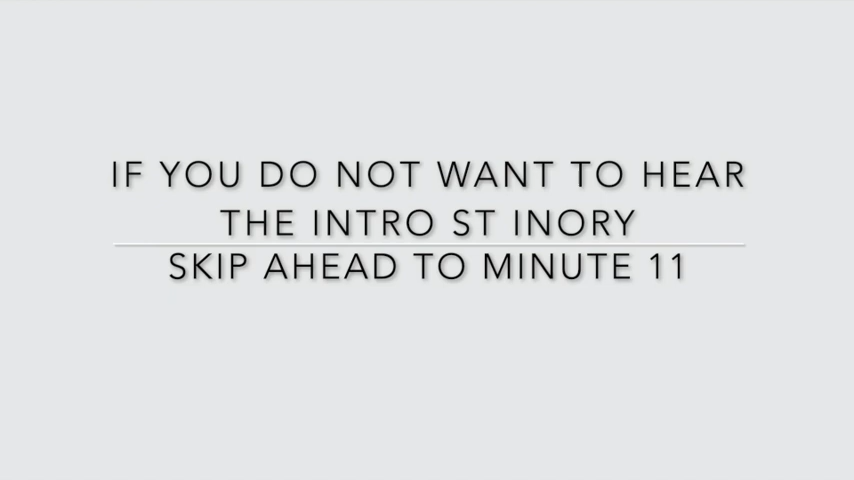 IF YOU DO NOT WANT TO HEAR
THE INTRO ST INORY
SKIP AHEAD TO MINUTE 11